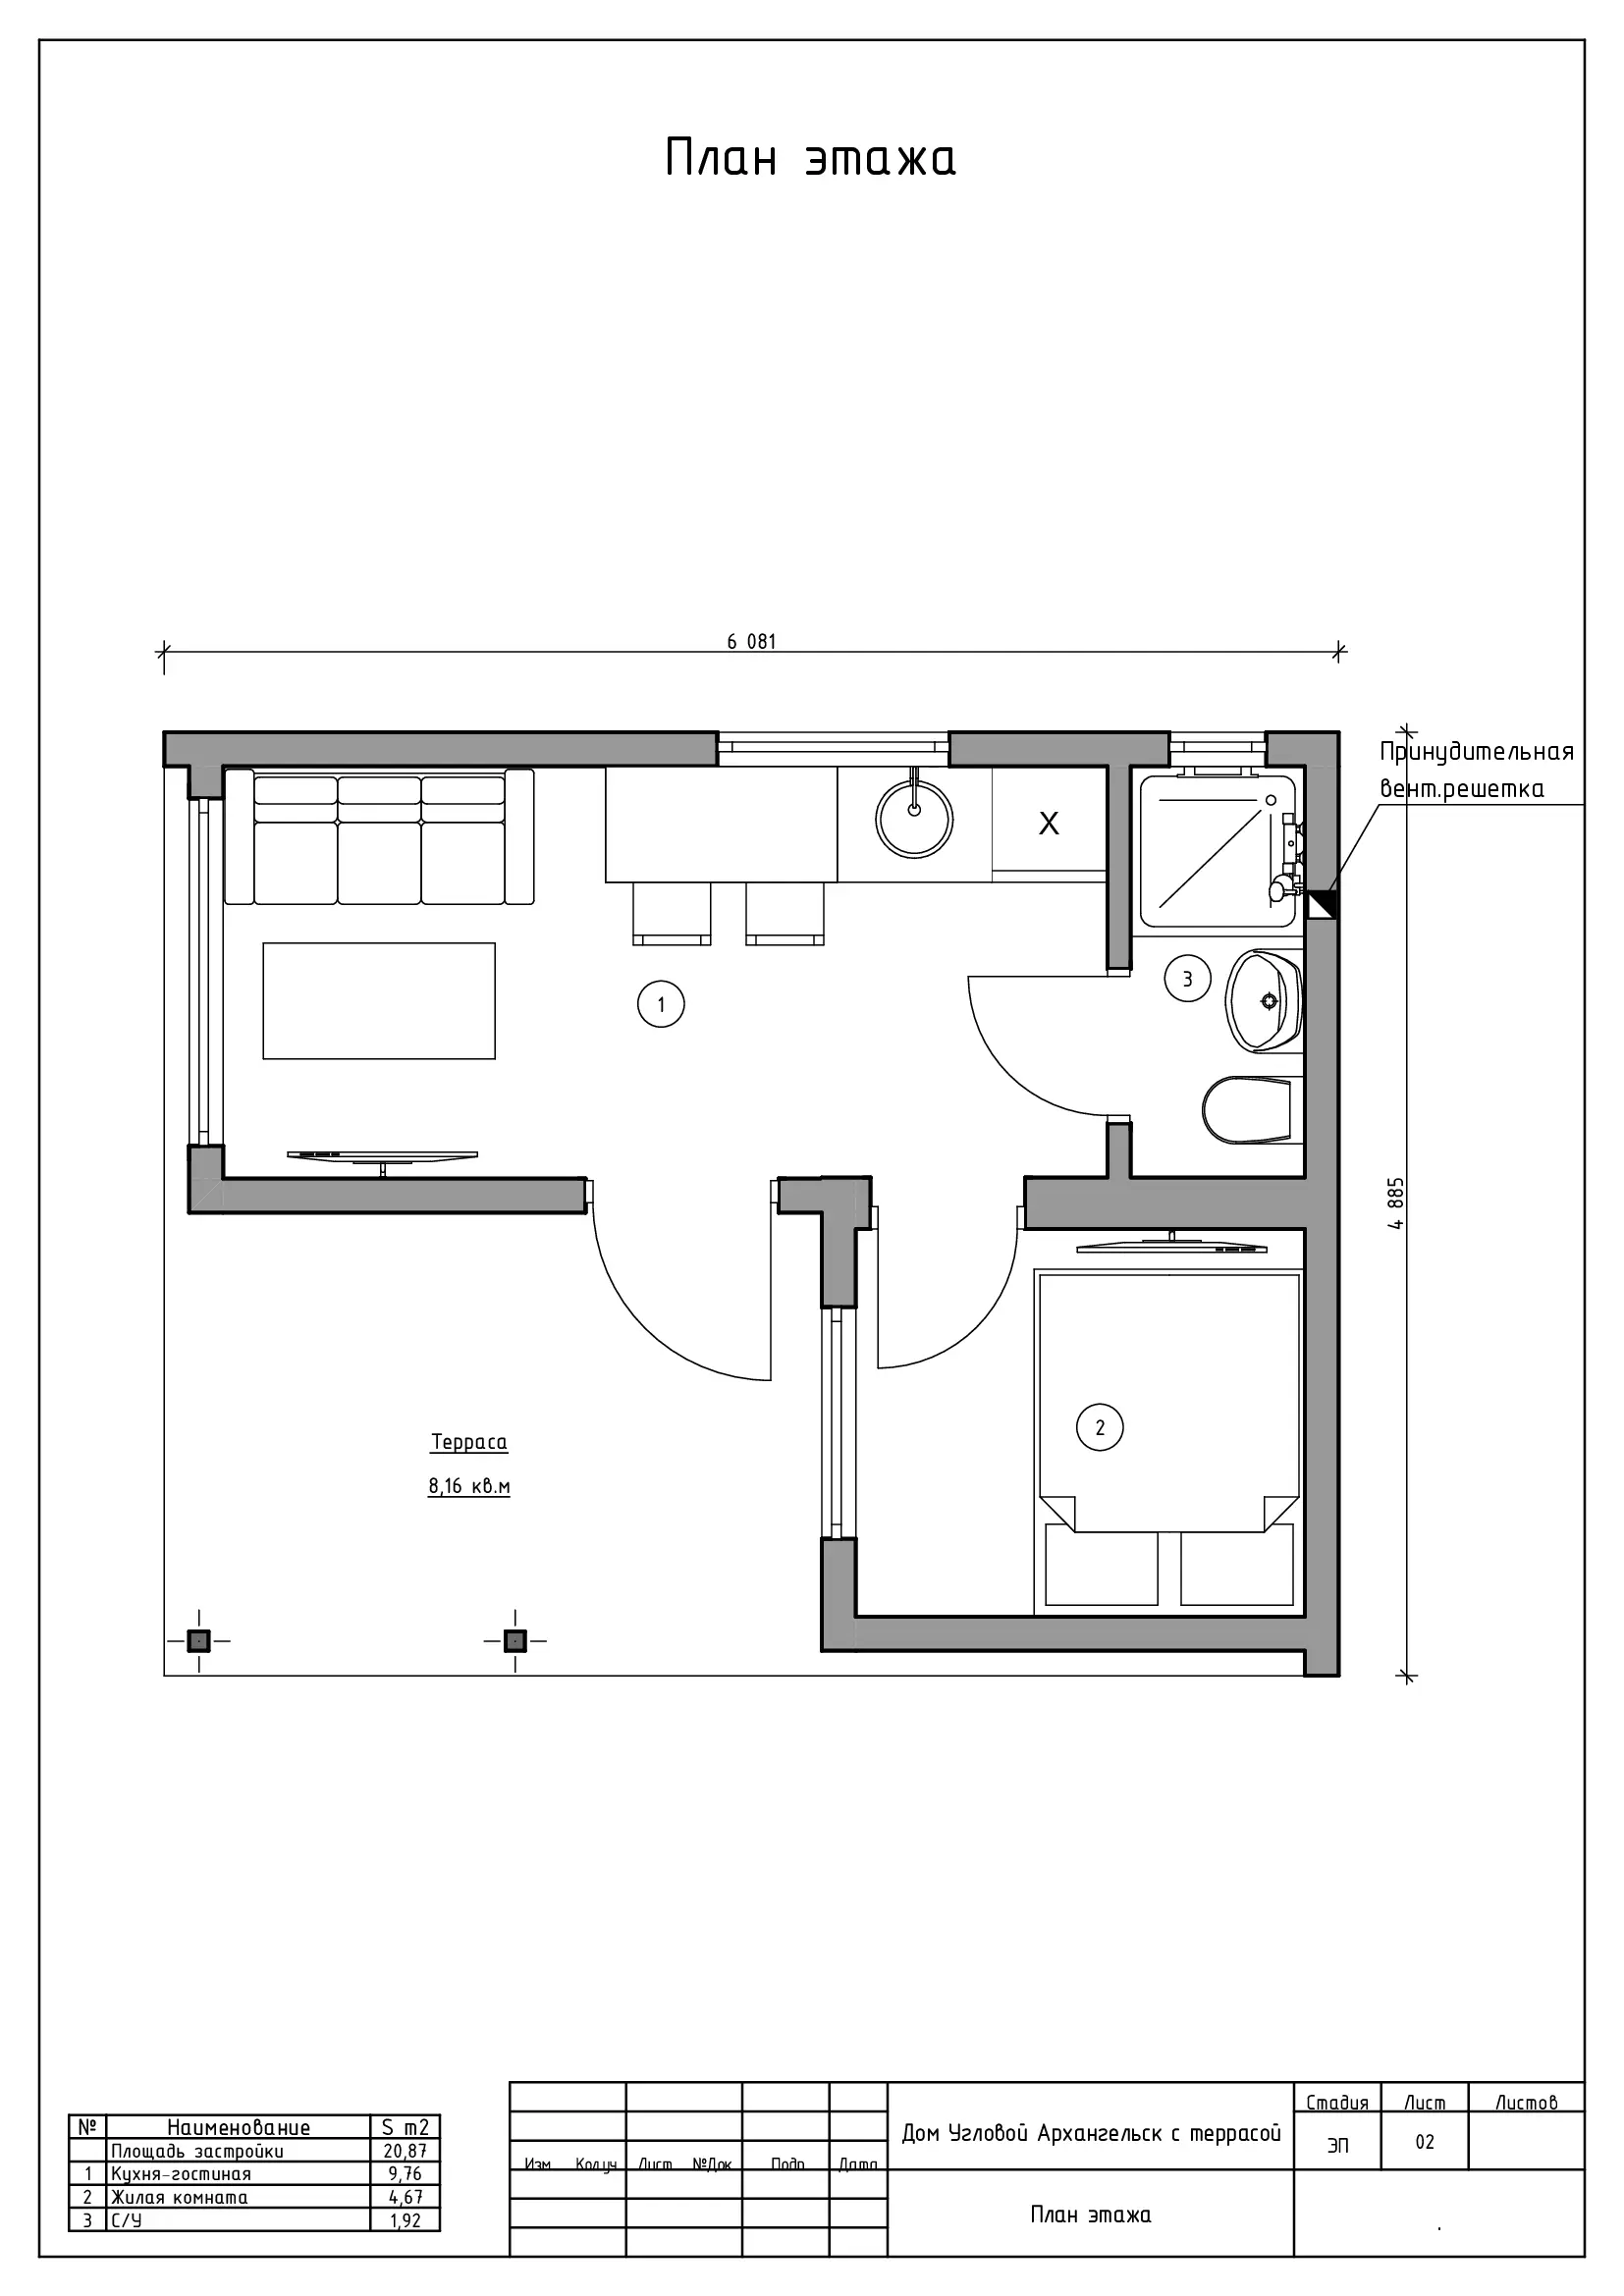 План этажа
6 081
Принудительная
вент.решетка
X
3
1
4 885
2
Терраса
8,16 кв.м
№ Наименование S m2
Площадь застройки 20,87
1 Кухня-гостиная 9,76
2 Жилая комната 4,67
3 С/У 1,92
Изм Кол.уч Лист №Док Подп Дата
Дом Угловой Архангельск с террасой
Стадия Лист Листов
ЭП 02
План этажа